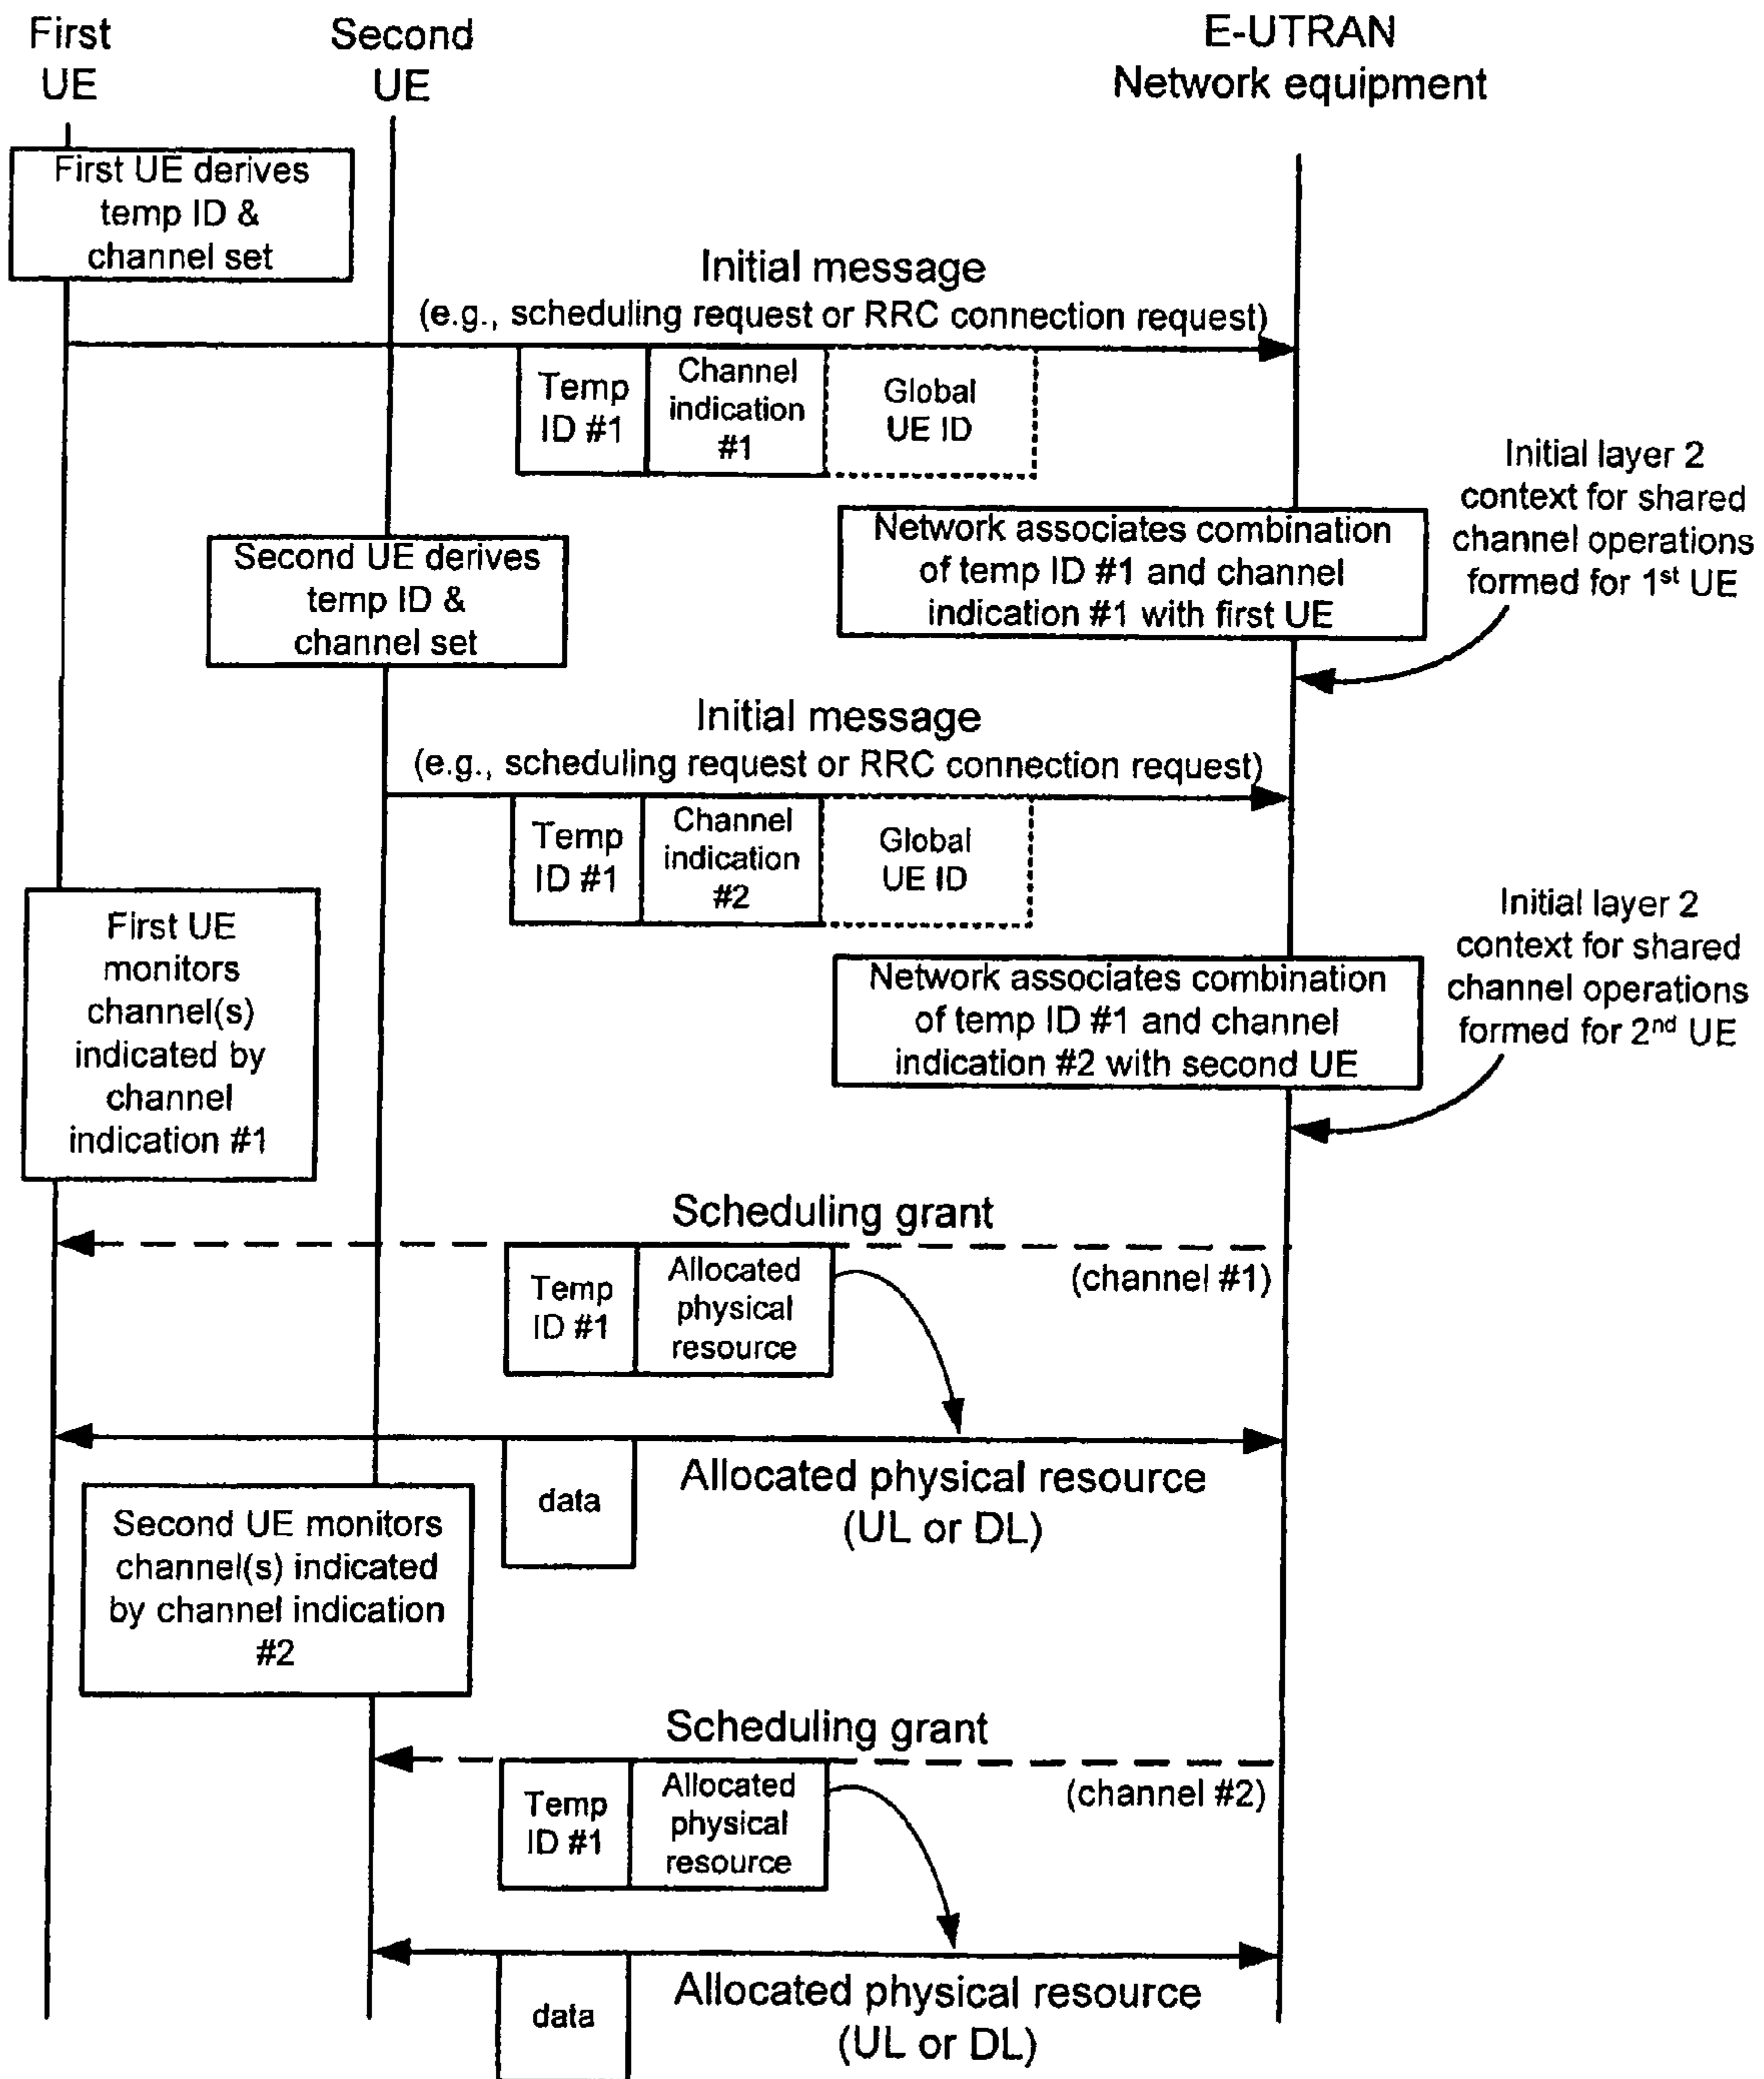 First
UE
Second
UE
E-UTRAN
Network equipment
First UE derives
temp ID &
channel set
Initial message
(e.g., scheduling request or RRC connection request)
Temp
ID #1
Channel
indication
#1
Global
UE ID
Initial layer 2
context for shared
channel operations
formed for 1st UE
Network associates combination
of temp ID #1 and channel
indication #1 with first UE
Second UE derives
temp ID &
channel set
Initial message
(e.g., scheduling request or RRC connection request)
Temp
ID #1
Channel
indication
#2
Global
UE ID
First UE
monitors
channel(s)
indicated by
channel
indication #1
Initial layer 2
context for shared
channel operations
formed for 2nd UE
Network associates combination
of temp ID #1 and channel
indication #2 with second UE
Scheduling grant
(channel #1)
Temp
ID #1
Allocated
physical
resource
data
Allocated physical resource
(UL or DL)
Second UE monitors
channel(s) indicated
by channel indication
#2
Scheduling grant
(channel #2)
Temp
ID #1
Allocated
physical
resource
data
Allocated physical resource
(UL or DL)